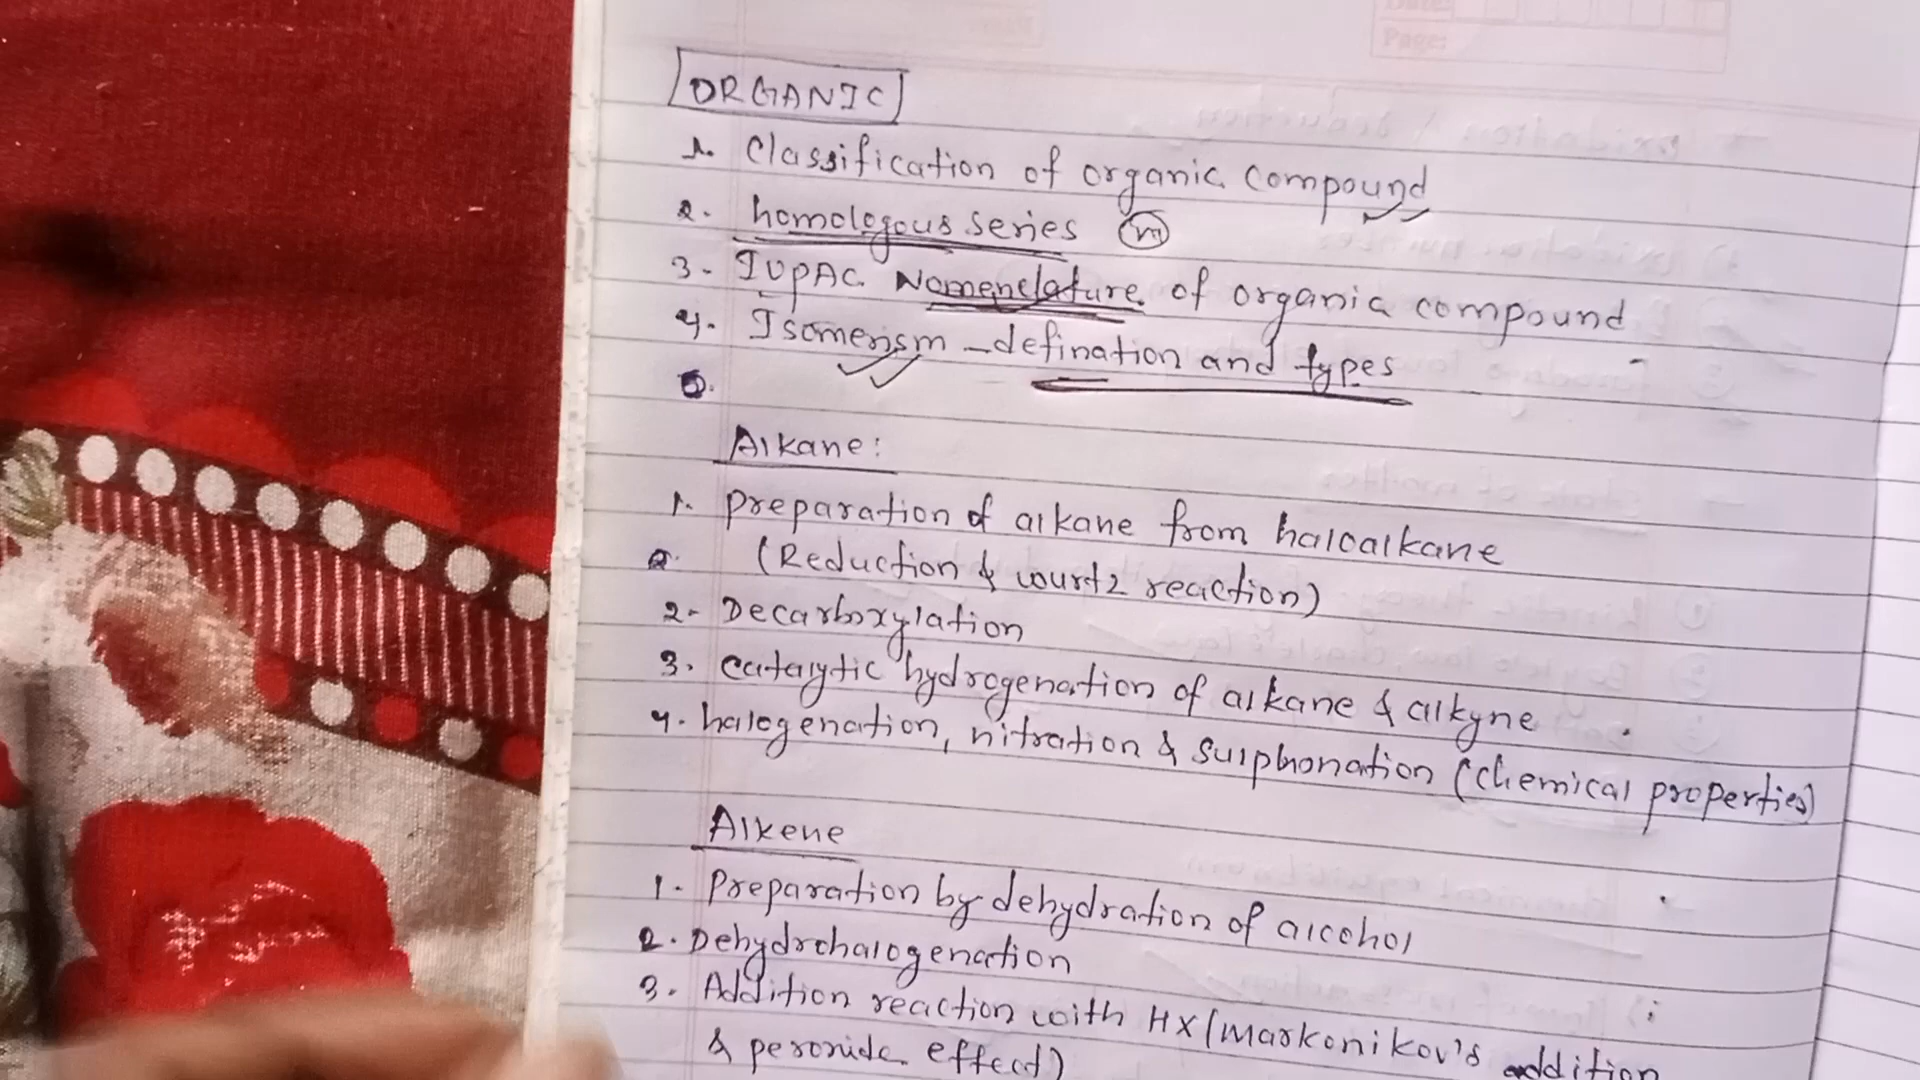 Date:
Page:
ORGANIC
1. Classification of organic compound
2. homologous series
3. IUPAC Nomenclature of organic compound
4. Isomerism - defination and types
5.
Alkane:
1. Preparation of alkane from haloalkane
2. (Reduction & wurtz reaction)
2. Decarboxylation
3. catalytic hydrogenation of alkane & alkyne
4. halogenation, nitration & sulphonation (chemical properties)
Alkene
1. Preparation by dehydration of alcohol
2. Dehydrohalogenation
3. Addition reaction with HX (Markonikov's addition
& peroxide effect)